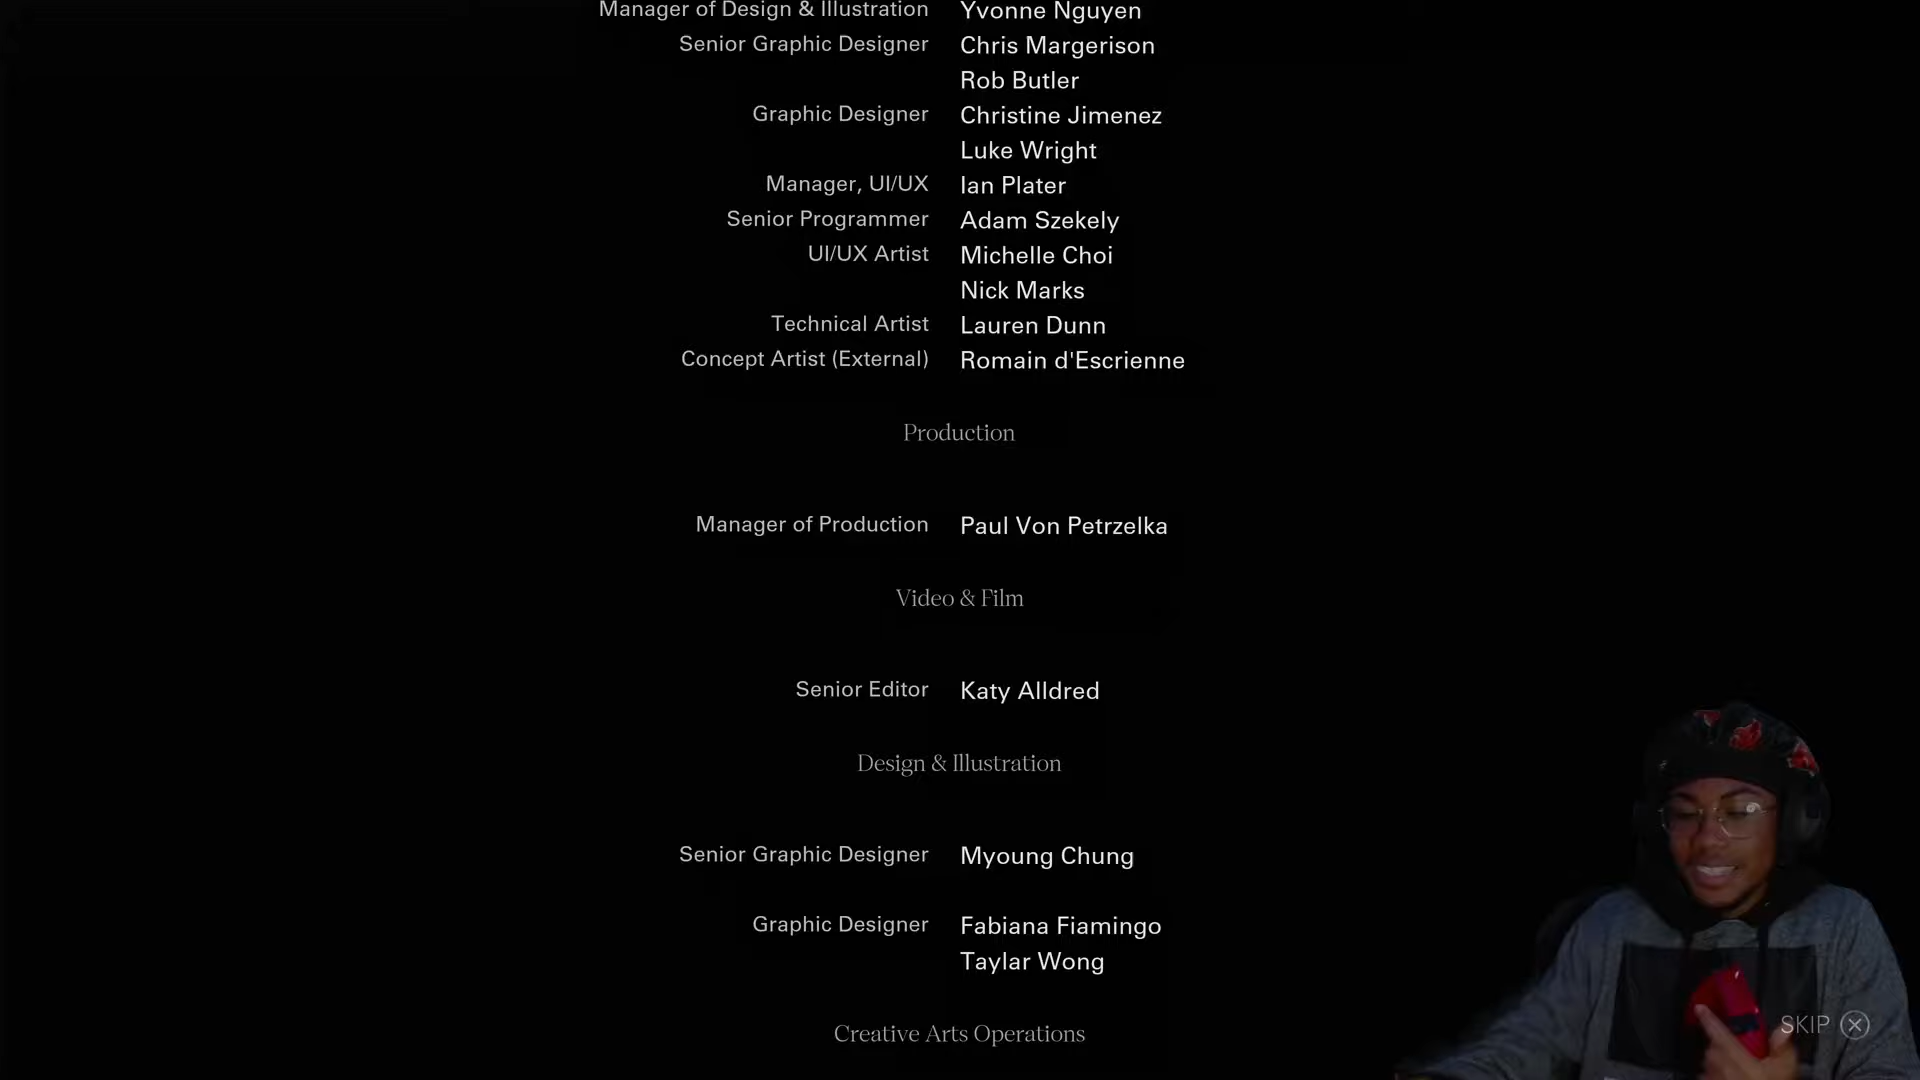 Manager of Design & Illustration Yvonne Nguyen
Senior Graphic Designer Chris Margerison
Rob Butler
Graphic Designer Christine Jimenez
Luke Wright
Manager, UI/UX Ian Plater
Senior Programmer Adam Szekely
UI/UX Artist Michelle Choi
Nick Marks
Technical Artist Lauren Dunn
Concept Artist (External) Romain d'Escrienne
Production
Manager of Production Paul Von Petrzelka
Video & Film
Senior Editor Katy Alldred
Design & Illustration
Senior Graphic Designer Myoung Chung
Graphic Designer Fabiana Fiamingo
Taylar Wong
Creative Arts Operations
SKIP